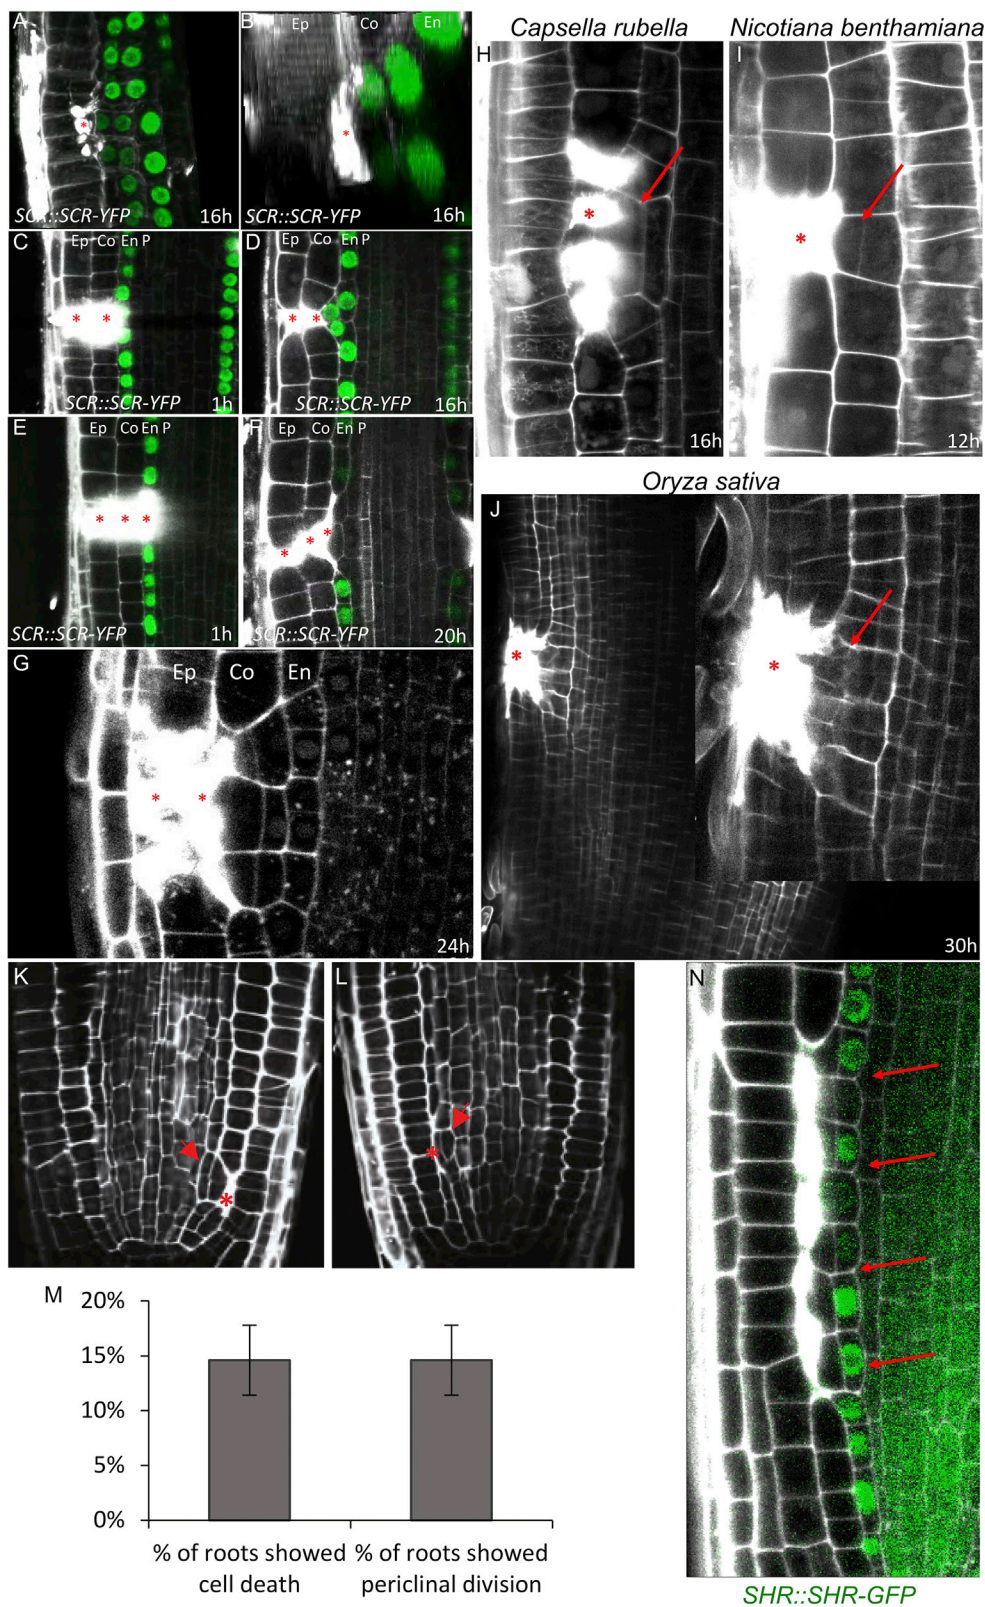 A
*
SCR::SCR-YFP
16h
B
Ep
Co
En
*
SCR::SCR-YFP
16h
C
Ep Co En P
* *
SCR::SCR-YFP
1h
D
Ep Co En P
* *
SCR::SCR-YFP
16h
E
Ep Co En P
* * *
SCR::SCR-YFP
1h
F
Ep Co En P
* * *
SCR::SCR-YFP
20h
G
Ep Co En
* *
24h
Capsella rubella
H
*
16h
Nicotiana benthamiana
I
*
12h
Oryza sativa
J
*
*
30h
K
*
L
*
M
20%
15%
10%
5%
0%
% of roots showed
cell death
% of roots showed
periclinal division
N
SHR::SHR-GFP